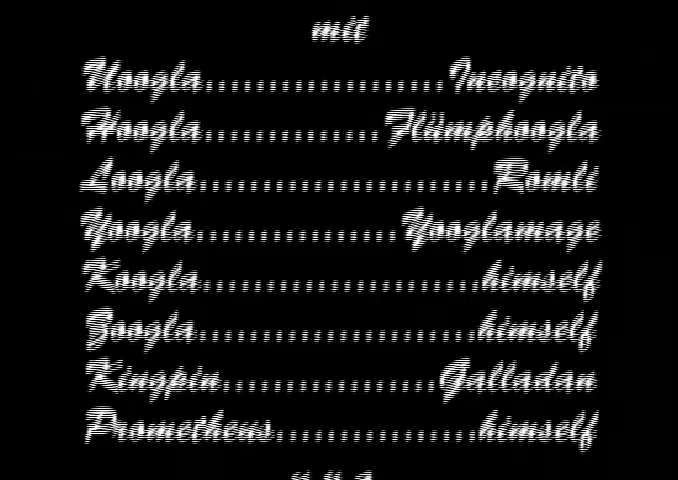 mit
Uoogla...................Incognito
Hoogla.............Flümphoogla
Loogla.......................Romli
Yoogla...............Yooglamage
Koogla......................himself
Zoogla......................himself
Kingpin.................Galladan
Prometheus................himself
u.u.a.